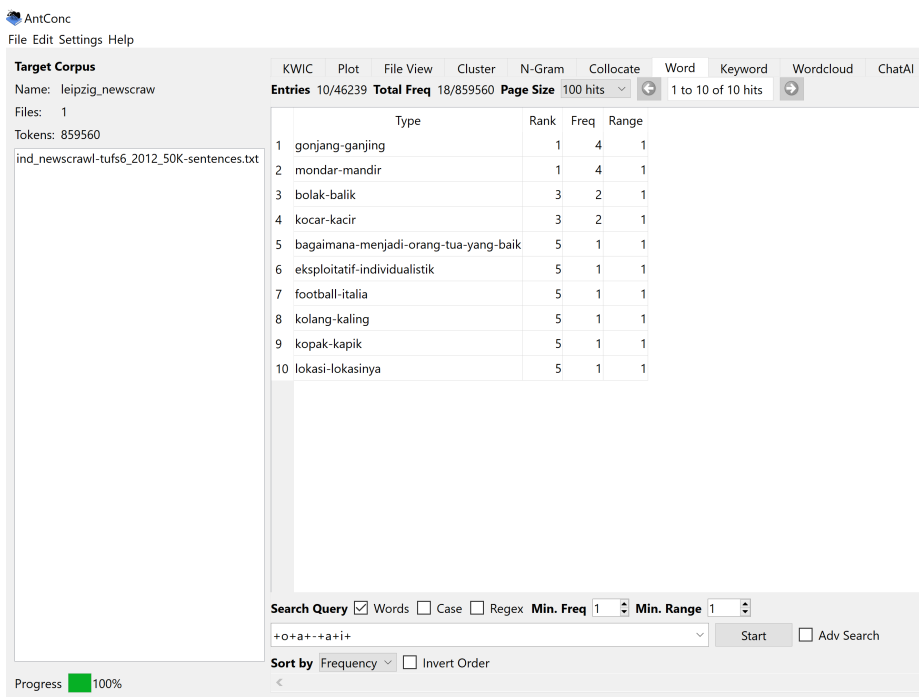 AntConc
File Edit Settings Help
Target Corpus
Name: leipzig_newscraw
Files: 1
Tokens: 859560
ind_newscrawl-tufs6_2012_50K-sentences.txt
Progress 100%
KWIC Plot File View Cluster N-Gram Collocate Word Keyword Wordcloud ChatAI
Entries 10/46239 Total Freq 18/859560 Page Size 100 hits 1 to 10 of 10 hits
Type Rank Freq Range
1 gonjang-ganjing 1 4 1
2 mondar-mandir 1 4 1
3 bolak-balik 3 2 1
4 kocar-kacir 3 2 1
5 bagaimana-menjadi-orang-tua-yang-baik 5 1 1
6 eksploitatif-individualistik 5 1 1
7 football-italia 5 1 1
8 kolang-kaling 5 1 1
9 kopak-kapik 5 1 1
10 lokasi-lokasinya 5 1 1
Search Query Words Case Regex Min. Freq 1 Min. Range 1
+o+a+-+a+i+ Start Adv Search
Sort by Frequency Invert Order